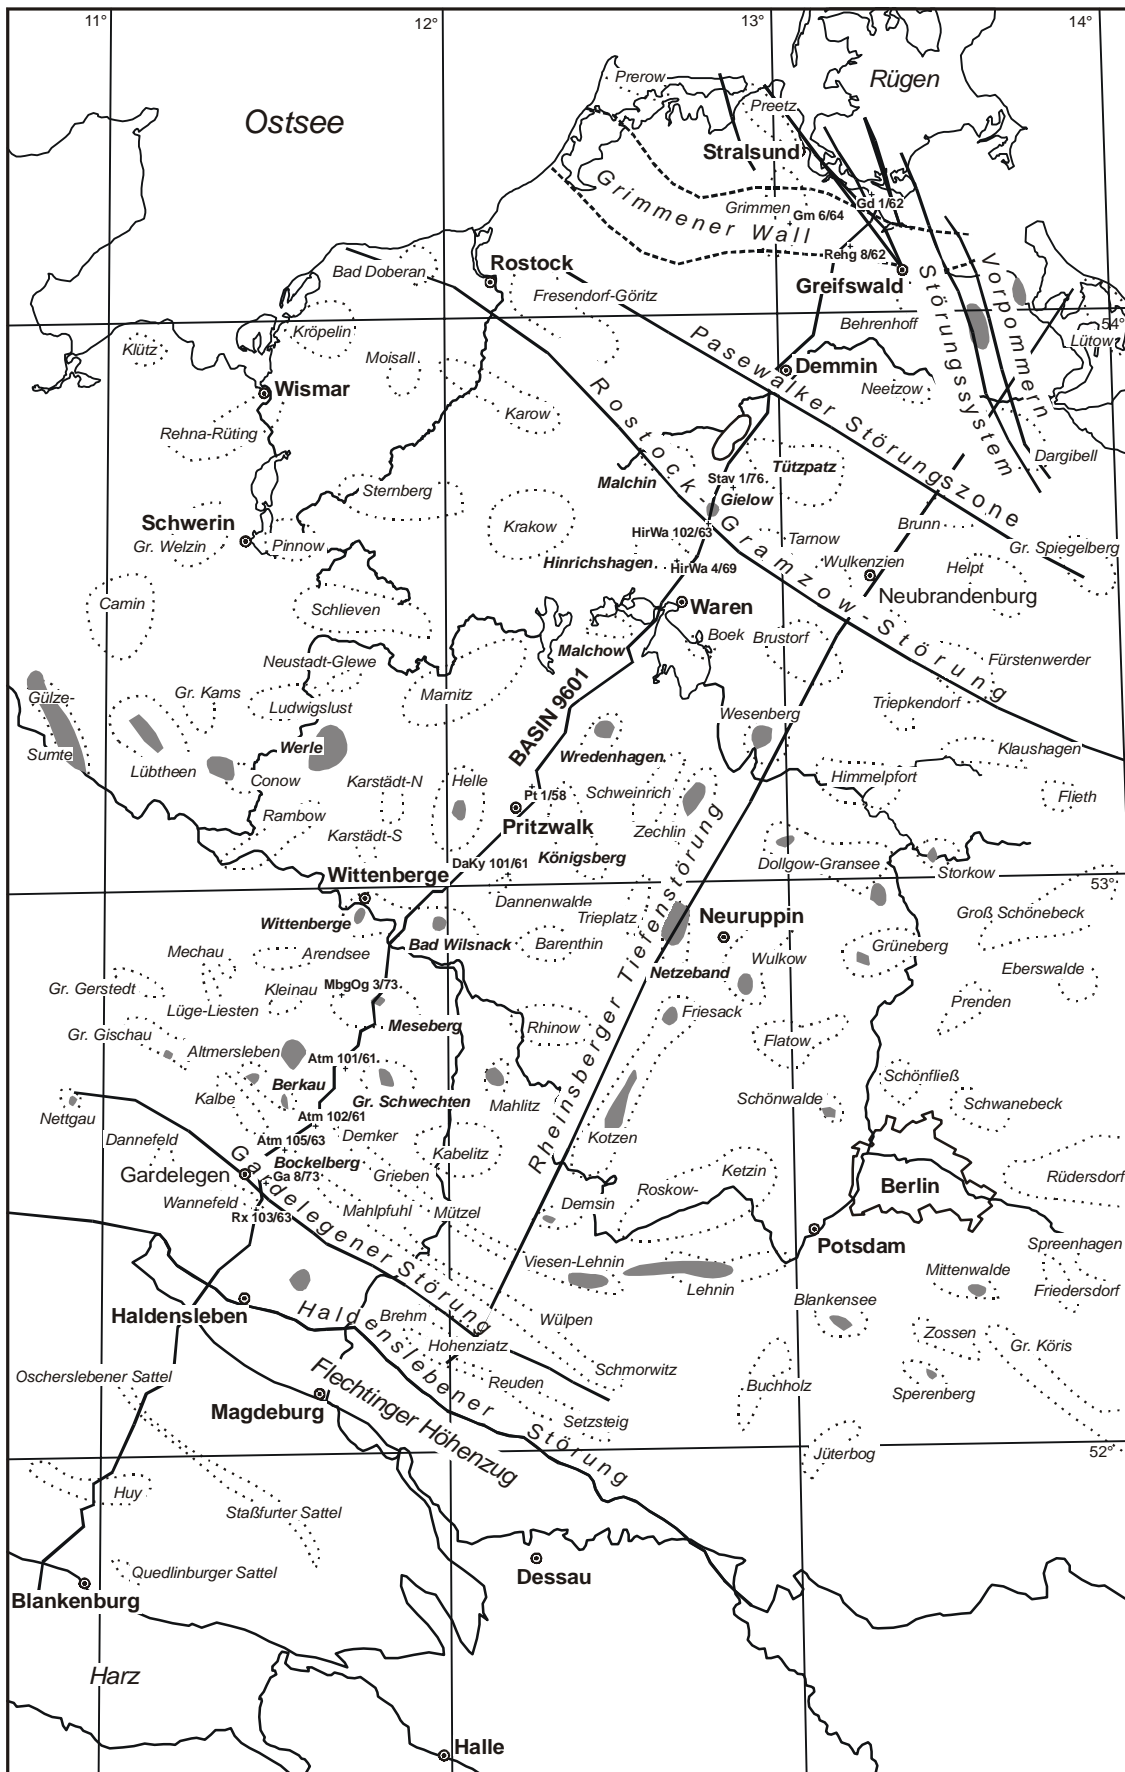 11°
12°
13°
14°
Prerow
Rügen
Preetz
Ostsee
Stralsund
Grimmen
Gd 1/62
Gm 6/64
Grimmener Wall
Rehg 8/62
Rostock
Bad Doberan
Greifswald
Fresendorf-Göritz
Störungssystem
Vorpommern
Behrenhoff
54°
Kröpelin
Klütz
Moisall
Lütow
Pasewalker Störungszone
Demmin
Neetzow
Wismar
Karow
Rostock-Gramzow-Störung
Rehna-Rüting
Dargibell
Tützpatz
Malchin
Stav 1/76
Gielow
Sternberg
Schwerin
Krakow
HirWa 102/63
Brunn
Gr. Welzin
Pinnow
Tarnow
Gr. Spiegelberg
Hinrichshagen
HirWa 4/69
Wulkenzien
Helpt
Neubrandenburg
Camin
Schlieven
Waren
Boek
Brustorf
Malchow
Neustadt-Glewe
Fürstenwerder
Gülze-
Sumte
Gr. Kams
Marnitz
Ludwigslust
Triepkendorf
BASIN 9601
Wesenberg
Werle
Wredenhagen
Klaushagen
Lübtheen
Conow
Karstädt-N
Helle
Himmelpfort
Pt 1/58
Schweinrich
Flieth
Rambow
Pritzwalk
Karstädt-S
Zechlin
DaKy 101/61
Königsberg
Dollgow-Gransee
Storkow
Wittenberge
53°
Dannenwalde
Trieplatz
Rheinsberger Tiefenstörung
Neuruppin
Groß Schönebeck
Wittenberge
Bad Wilsnack
Barenthin
Mechau
Arendsee
Wulkow
Grüneberg
Netzeband
Eberswalde
Gr. Gerstedt
Kleinau
MbgOg 3/73
Lüge-Liesten
Friesack
Prenden
Meseberg
Rhinow
Gr. Gischau
Flatow
Altmersleben
Atm 101/61
Schönfließ
Berkau
Kalbe
Gr. Schwechten
Mahlitz
Schönwalde
Schwanebeck
Nettgau
Atm 102/61
Dannefeld
Atm 105/63
Demker
Kotzen
Bockelberg
Kabelitz
Gardelegen
Ga 8/73
Grieben
Ketzin
Rüdersdorf
Berlin
Wannefeld
Roskow-
Rx 103/63
Mahlpfuhl
Mützel
Demsin
Gardelegener Störung
Potsdam
Spreenhagen
Viesen-Lehnin
Mittenwalde
Lehnin
Friedersdorf
Blankensee
Haldensleben
Haldenslebener Störung
Brehm
Wülpen
Zossen
Hohenziatz
Gr. Köris
Oscherslebener Sattel
Schmorwitz
Flechtinger Höhenzug
Reuden
Buchholz
Sperenberg
Magdeburg
Setzsteig
Jüterbog
52°
Huy
Staßfurter Sattel
Quedlinburger Sattel
Dessau
Blankenburg
Harz
Halle